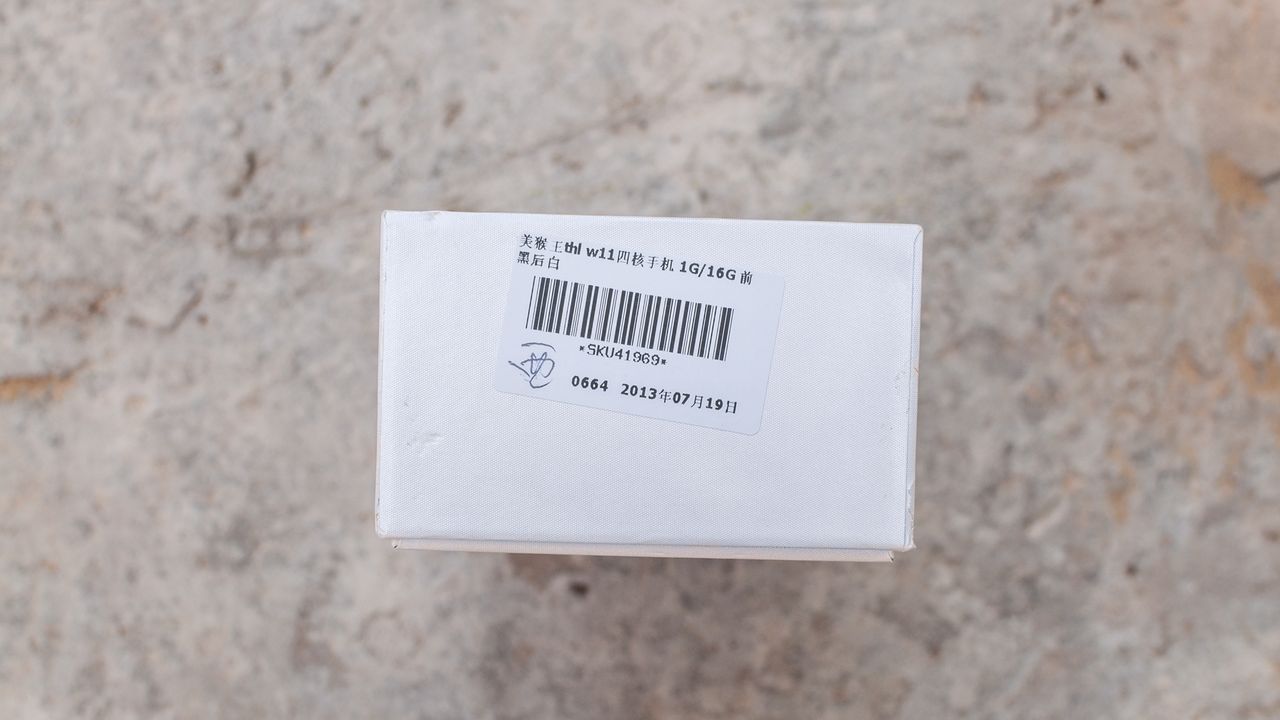 美猴王thl w11四核手机 1G/16G 前
黑后白
*SKU41969*
0664 2013年07月19日